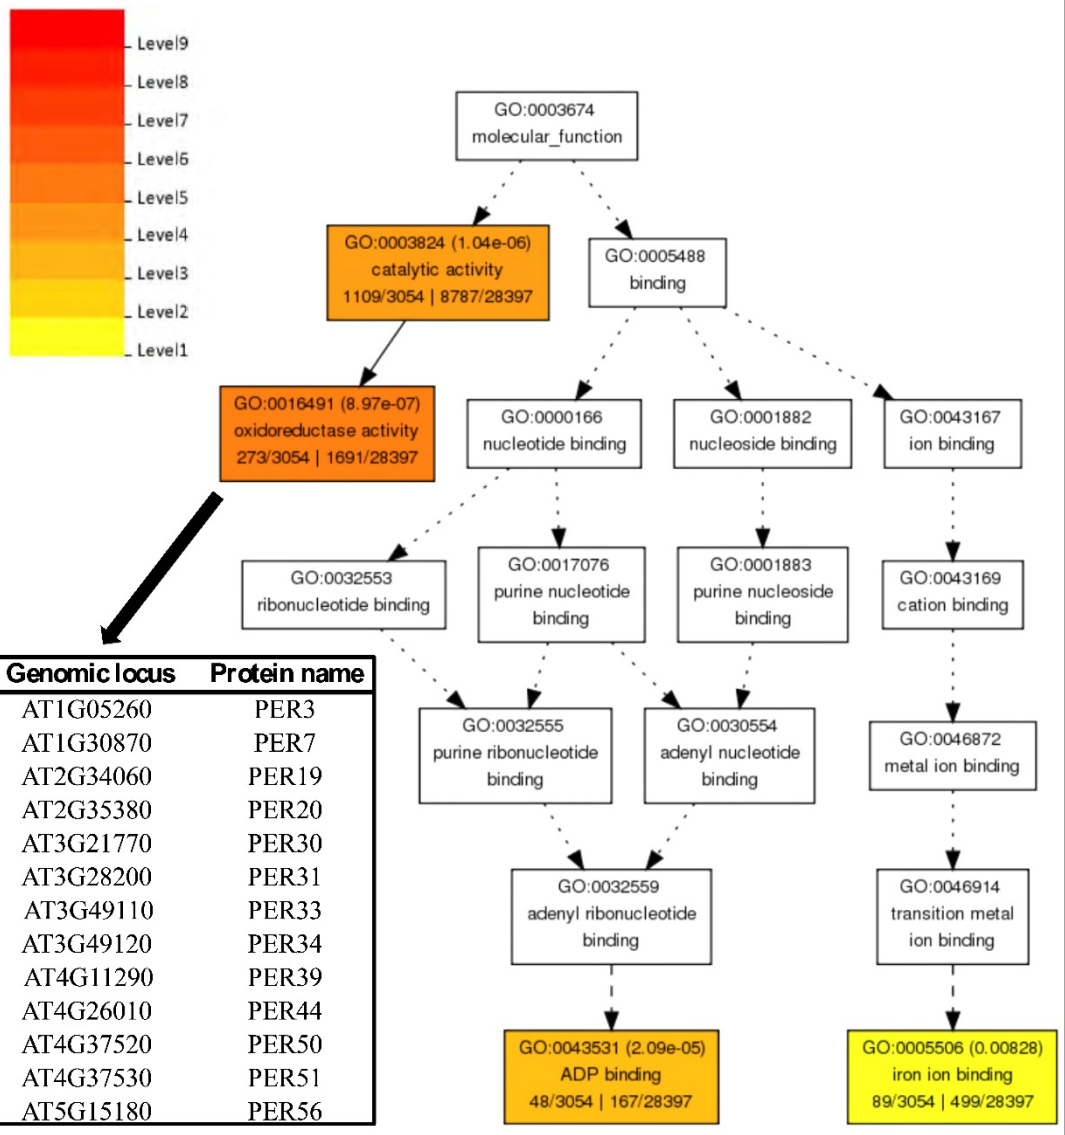 Level9
Level8
Level7
Level6
Level5
Level4
Level3
Level2
Level1
GO:0003674
molecular_function
GO:0003824 (1.04e-06)
catalytic activity
1109/3054 | 8787/28397
GO:0005488
binding
GO:0016491 (8.97e-07)
oxidoreductase activity
273/3054 | 1691/28397
GO:0000166
nucleotide binding
GO:0001882
nucleoside binding
GO:0043167
ion binding
GO:0032553
ribonucleotide binding
GO:0017076
purine nucleotide
binding
GO:0001883
purine nucleoside
binding
GO:0043169
cation binding
GO:0032555
purine ribonucleotide
binding
GO:0030554
adenyl nucleotide
binding
GO:0046872
metal ion binding
GO:0032559
adenyl ribonucleotide
binding
GO:0046914
transition metal
ion binding
GO:0043531 (2.09e-05)
ADP binding
48/3054 | 167/28397
GO:0005506 (0.00828)
iron ion binding
89/3054 | 499/28397
Genomic locus Protein name
AT1G05260 PER3
AT1G30870 PER7
AT2G34060 PER19
AT2G35380 PER20
AT3G21770 PER30
AT3G28200 PER31
AT3G49110 PER33
AT3G49120 PER34
AT4G11290 PER39
AT4G26010 PER44
AT4G37520 PER50
AT4G37530 PER51
AT5G15180 PER56